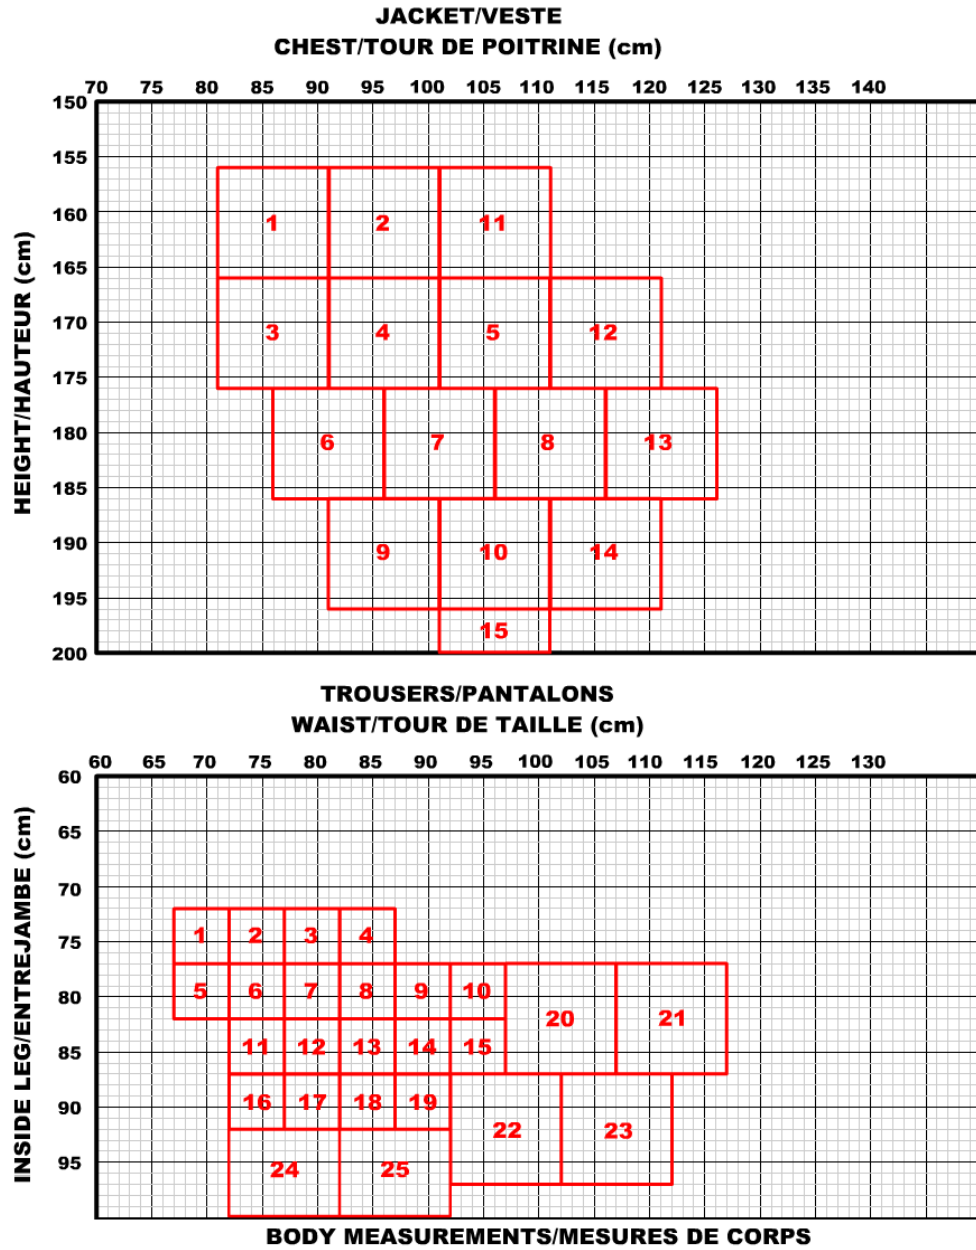 JACKET/VESTE
CHEST/TOUR DE POITRINE (cm)
70 75 80 85 90 95 100 105 110 115 120 125 130 135 140
HEIGHT/HAUTEUR (cm)
150
155
160
1 2 11
165
170
3 4 5 12
175
180
6 7 8 13
185
190
9 10 14
195
15
200
TROUSERS/PANTALONS
WAIST/TOUR DE TAILLE (cm)
60 65 70 75 80 85 90 95 100 105 110 115 125 130
INSIDE LEG/ENTREJAMBE (cm)
60
65
70
75
1 2 3 4
80
5 6 7 8 9 10
20 21
85
11 12 13 14 15
90
16 17 18 19
22 23
95
24 25
BODY MEASUREMENTS/MESURES DE CORPS